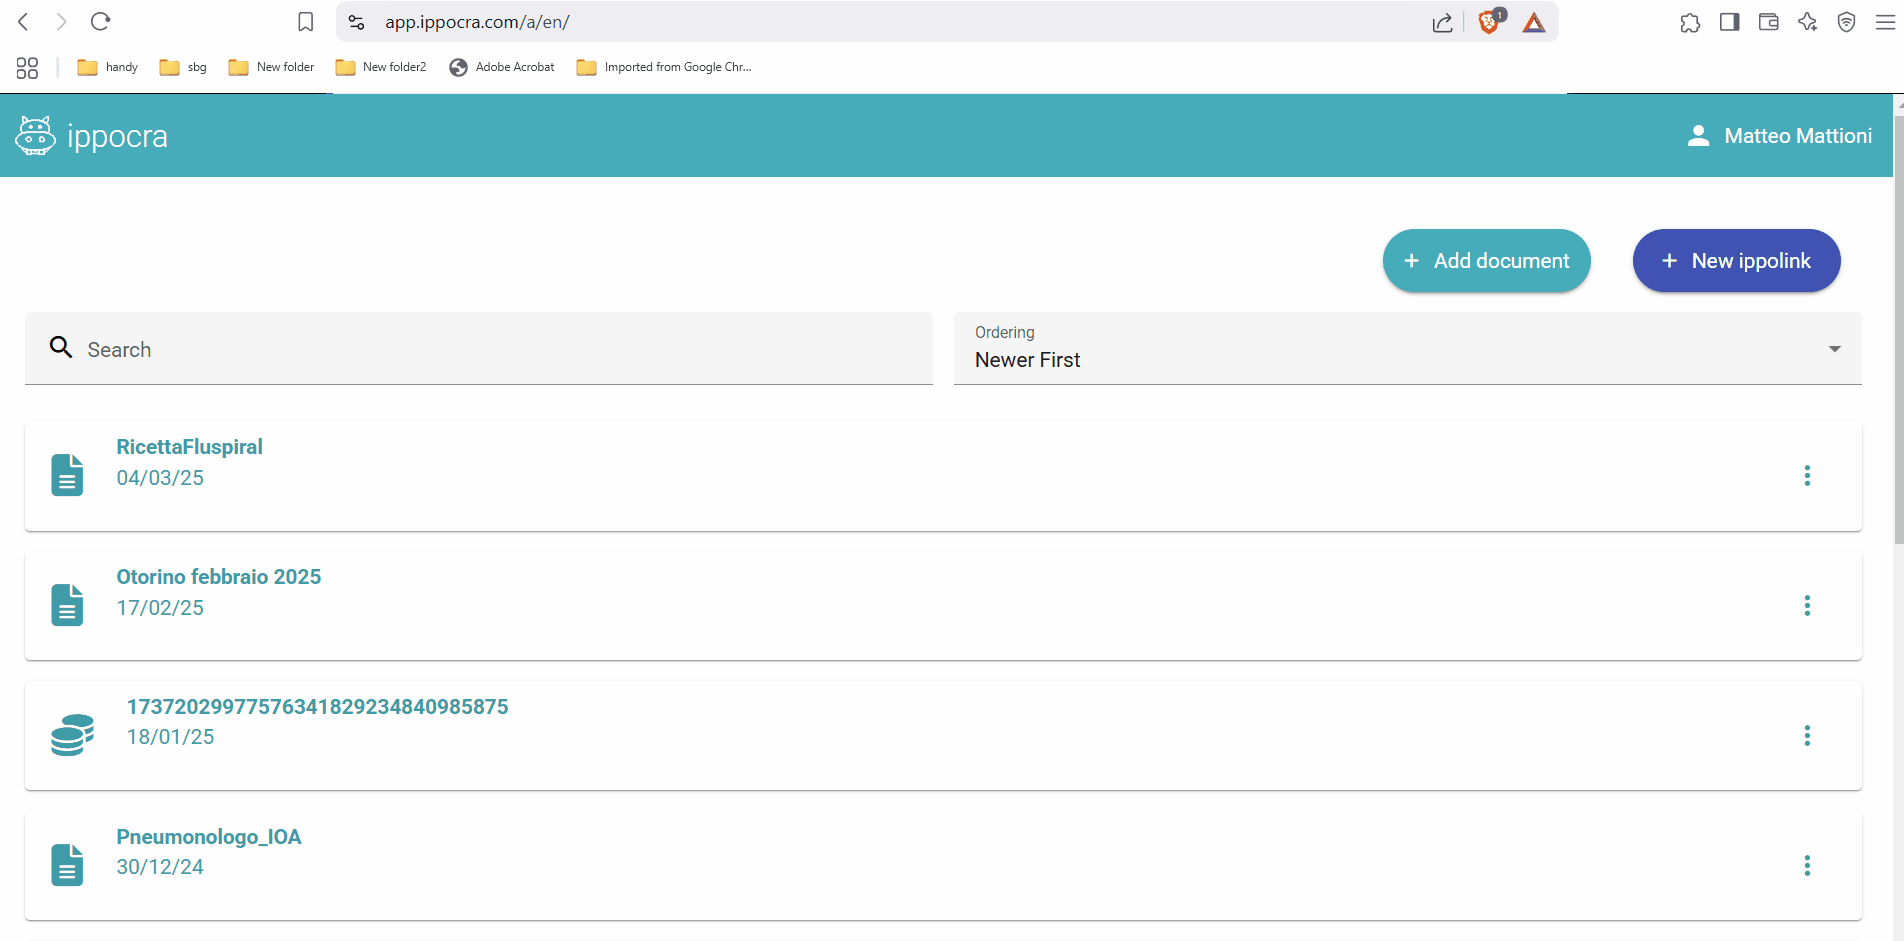 app.ippocra.com/a/en/
1
handy
sbg
New folder
New folder2
Adobe Acrobat
Imported from Google Chr...
ippocra
Matteo Mattioni
+ Add document
+ New ippolink
Search
Ordering
Newer First
RicettaFluspiral
04/03/25
Otorino febbraio 2025
17/02/25
17372029977576341829234840985875
18/01/25
Pneumonologo_IOA
30/12/24